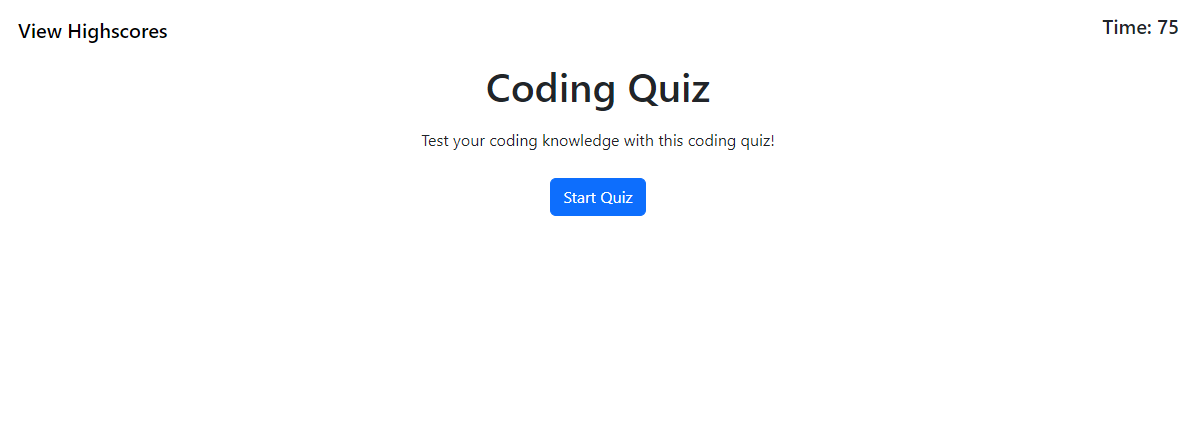 View Highscores
Time: 75
Coding Quiz
Test your coding knowledge with this coding quiz!
Start Quiz